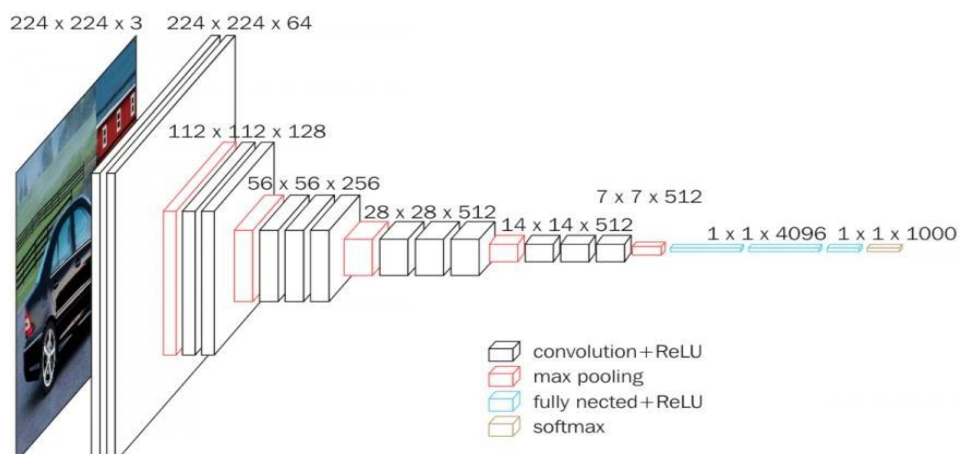 224 x 224 x 3
224 x 224 x 64
112 x 112 x 128
56 x 56 x 256
28 x 28 x 512
14 x 14 x 512
7 x 7 x 512
1 x 1 x 4096
1 x 1 x 1000
convolution+ReLU
max pooling
fully nected+ReLU
softmax